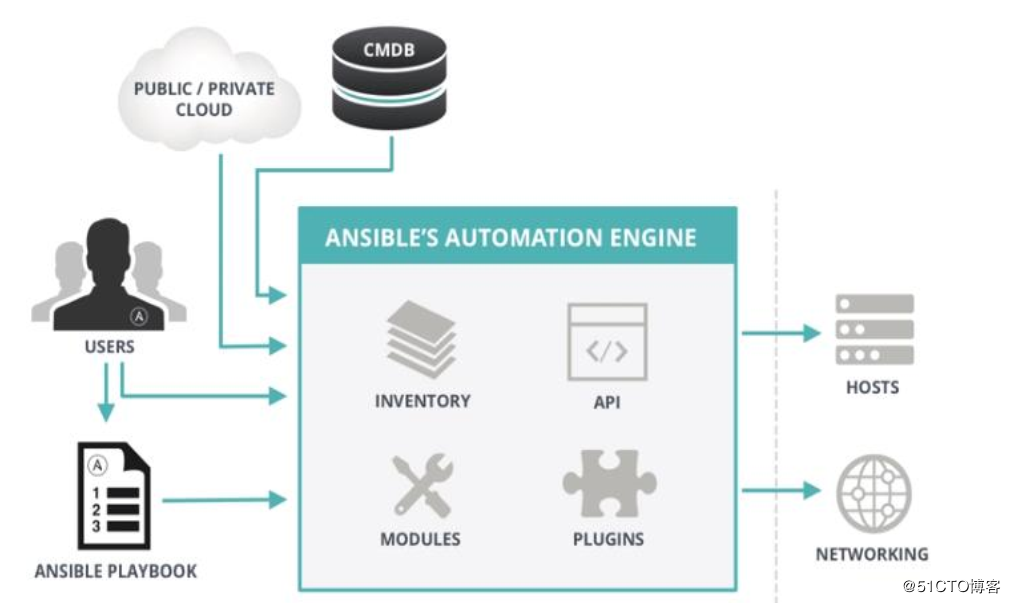 CMDB
PUBLIC / PRIVATE
CLOUD
ANSIBLE'S AUTOMATION ENGINE
A
USERS
INVENTORY
</>
API
HOSTS
A
1
2
3
MODULES
PLUGINS
NETWORKING
ANSIBLE PLAYBOOK
@51CTO博客